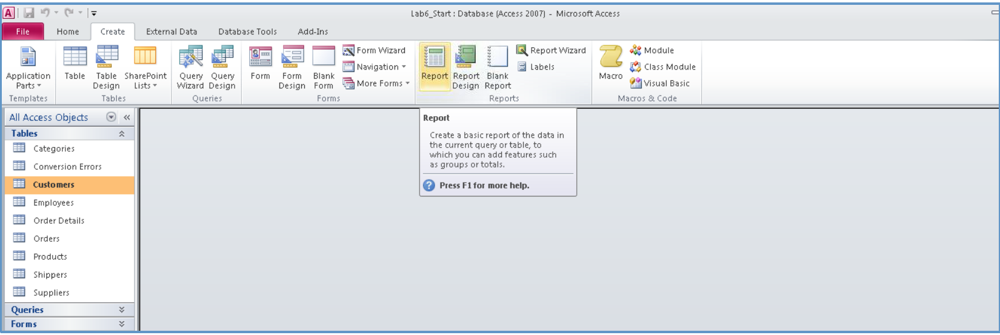 Lab6_Start : Database (Access 2007) - Microsoft Access
File Home Create External Data Database Tools Add-Ins
Application Parts
Table
Table Design
SharePoint Lists
Query Wizard
Query Design
Form
Form Design
Blank Form
Form Wizard
Navigation
More Forms
Report
Report Design
Blank Report
Report Wizard
Labels
Macro
Module
Class Module
Visual Basic
Templates Tables Queries Forms Reports Macros & Code
All Access Objects
Tables
Categories
Conversion Errors
Customers
Employees
Order Details
Orders
Products
Shippers
Suppliers
Queries
Forms
Report
Create a basic report of the data in
the current query or table, to
which you can add features such
as groups or totals.
Press F1 for more help.